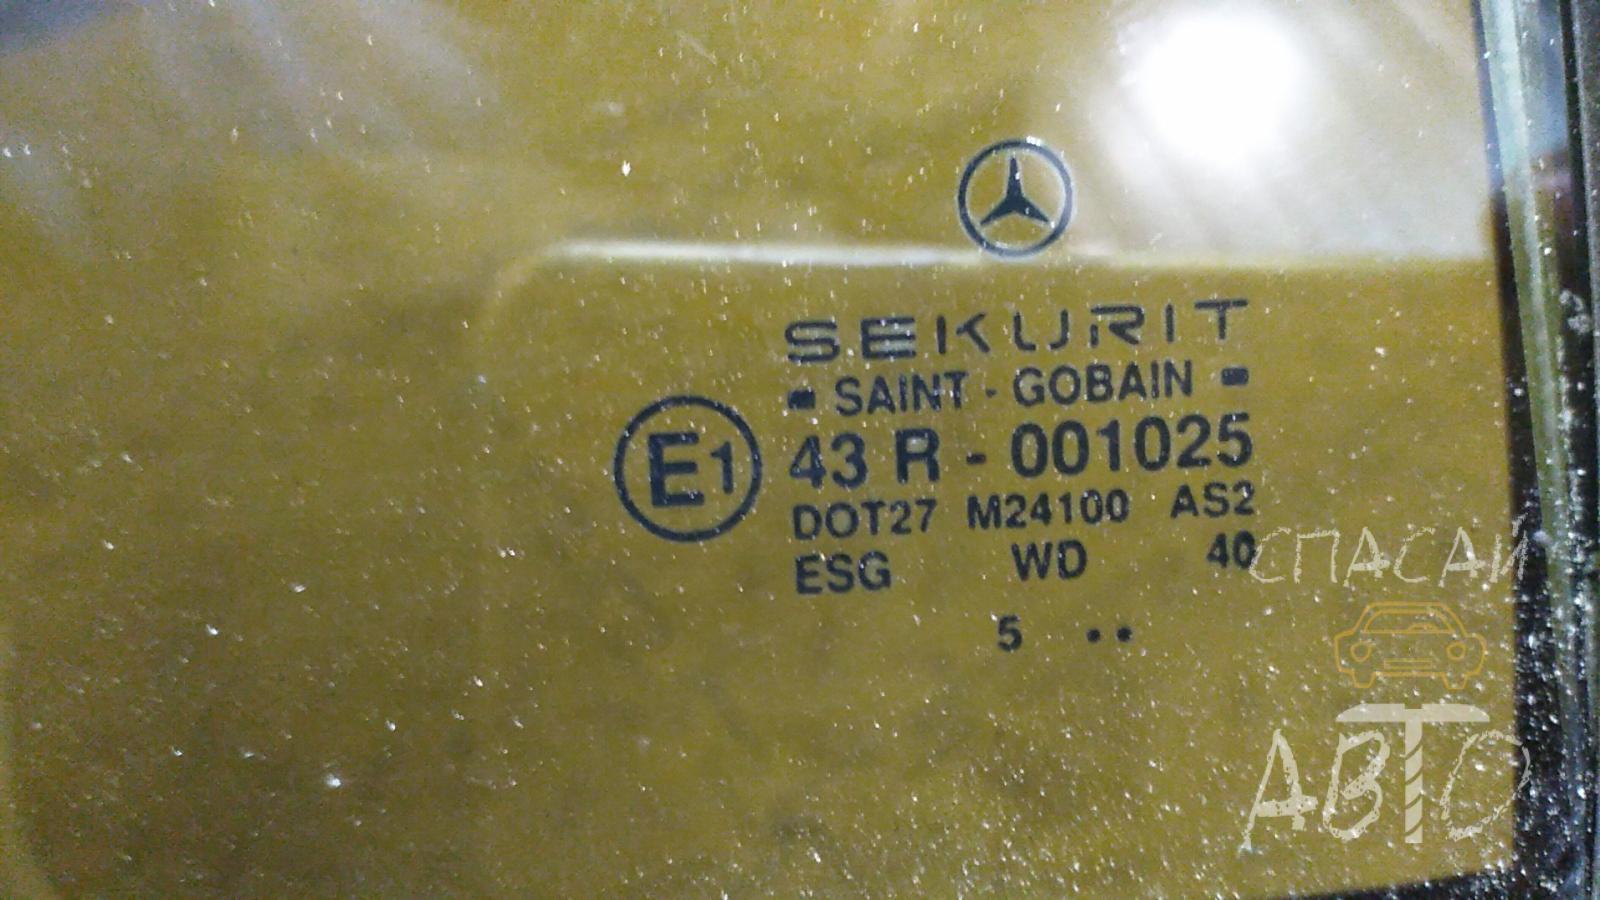 SEKURIT
SAINT - GOBAIN
E1 43 R - 001025
DOT27 M24100 AS2
ESG WD 40
5 ••
СПАСАЙ
АВТО